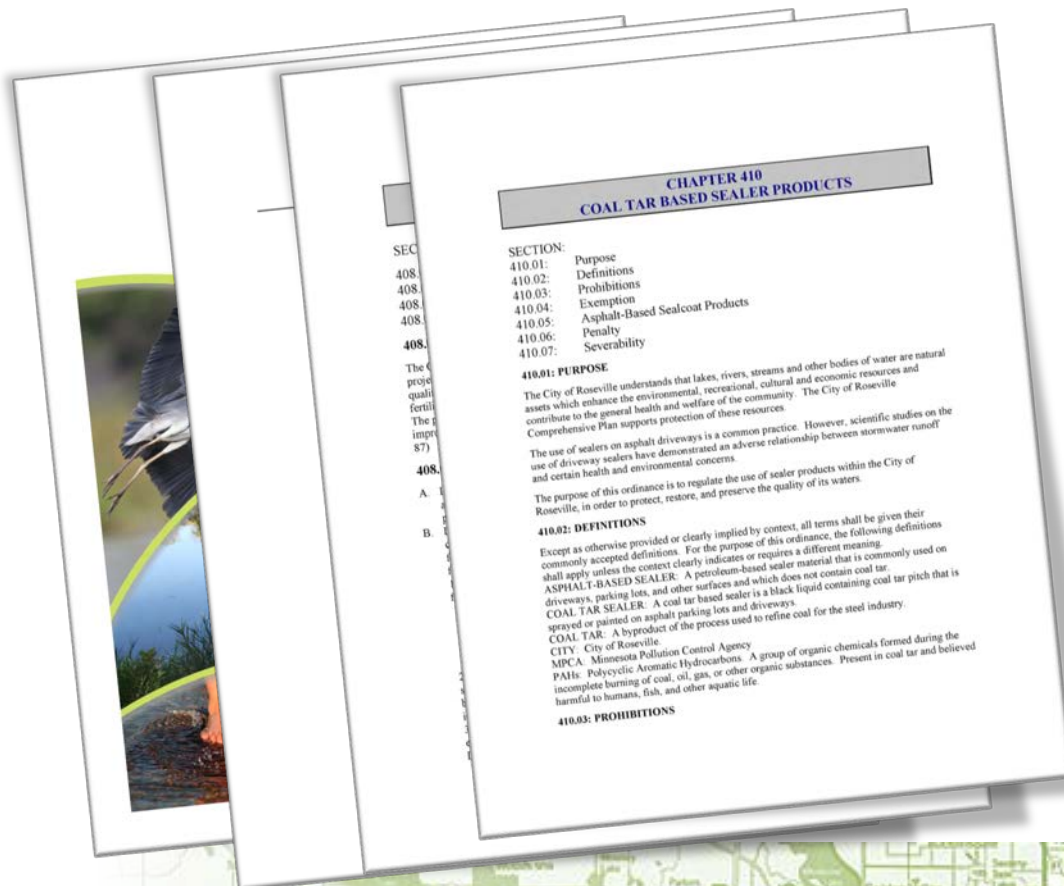 CHAPTER 410
COAL TAR BASED SEALER PRODUCTS
SECTION:
410.01: Purpose
410.02: Definitions
410.03: Prohibitions
410.04: Exemption
410.05: Asphalt-Based Sealcoat Products
410.06: Penalty
410.07: Severability
410.01: PURPOSE
The City of Roseville understands that lakes, rivers, streams and other bodies of water are natural
assets which enhance the environmental, recreational, cultural and economic resources and
contribute to the general health and welfare of the community. The City of Roseville
Comprehensive Plan supports protection of these resources.
The use of sealers on asphalt driveways is a common practice. However, scientific studies on the
use of driveway sealers have demonstrated an adverse relationship between stormwater runoff
and certain health and environmental concerns.
The purpose of this ordinance is to regulate the use of sealer products within the City of
Roseville, in order to protect, restore, and preserve the quality of its waters.
410.02: DEFINITIONS
Except as otherwise provided or clearly implied by context, all terms shall be given their
commonly accepted definitions. For the purpose of this ordinance, the following definitions
shall apply unless the context clearly indicates or requires a different meaning.
ASPHALT-BASED SEALER: A petroleum-based sealer material that is commonly used on
driveways, parking lots, and other surfaces and which does not contain coal tar.
COAL TAR SEALER: A coal tar based sealer is a black liquid containing coal tar pitch that is
sprayed or painted on asphalt parking lots and driveways.
COAL TAR: A byproduct of the process used to refine coal for the steel industry.
CITY: City of Roseville.
MPCA: Minnesota Pollution Control Agency
PAHs: Polycyclic Aromatic Hydrocarbons. A group of organic chemicals formed during the
incomplete burning of coal, oil, gas, or other organic substances. Present in coal tar and believed
harmful to humans, fish, and other aquatic life.
410.03: PROHIBITIONS
SEC
408.
408.
408.
408.
408.
The
proje
quali
fertili
The p
impro
87)
408.
A.
B.